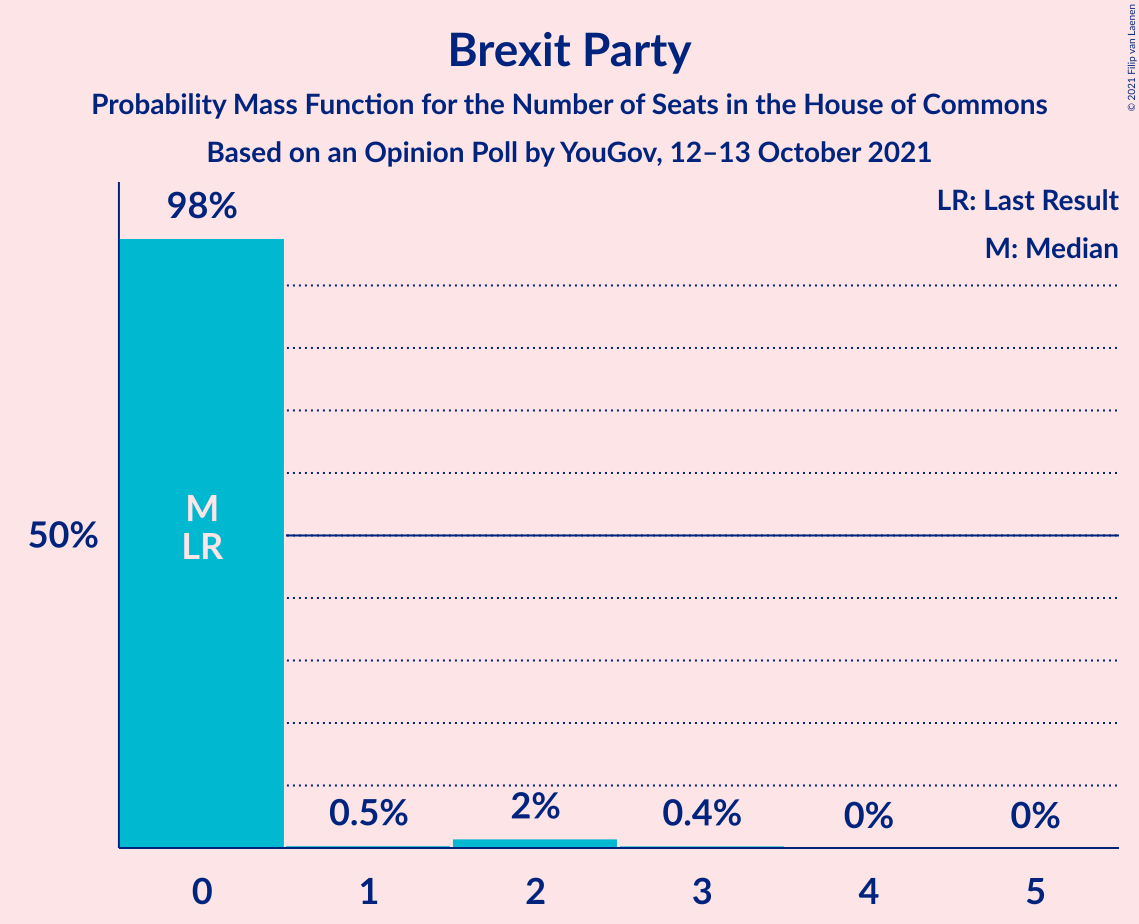 Brexit Party
Probability Mass Function for the Number of Seats in the House of Commons
Based on an Opinion Poll by YouGov, 12–13 October 2021
© 2021 Filip van Laenen
LR: Last Result
M: Median
98%
M
LR
50%
0.5%
2%
0.4%
0%
0%
0
1
2
3
4
5